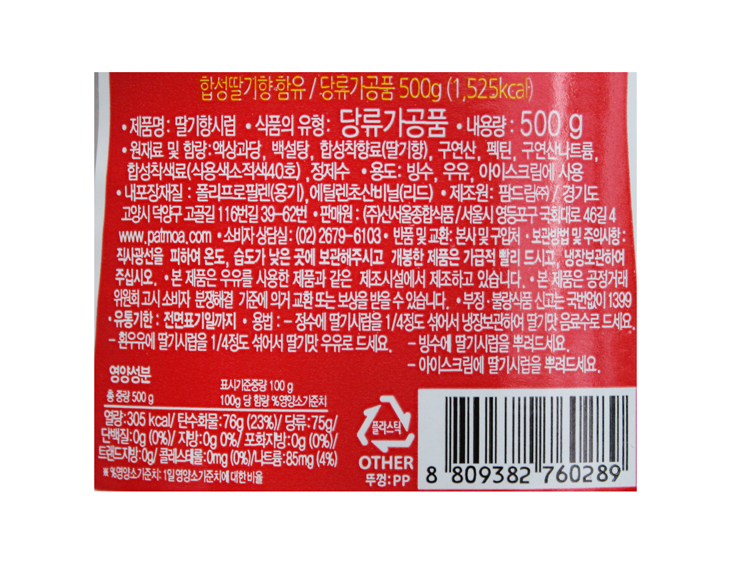 합성딸기향 함유 / 당류가공품 500g (1,525kcal)
• 제품명 : 딸기향시럽 • 식품의 유형 : 당류가공품 • 내용량 : 500 g
• 원재료 및 함량 : 액상과당, 백설탕, 합성착향료(딸기향), 구연산, 펙틴, 구연산나트륨,
합성착색료(식용색소적색40호), 정제수 • 용도 : 빙수, 우유, 아이스크림에 사용
• 내포장재질 : 폴리프로필렌(용기), 에틸렌초산비닐(리드) • 제조원 : 팜드림㈜ / 경기도
고양시 덕양구 고골길 116번길 39-62번 • 판매원 : (주)신서울종합식품 / 서울시 영등포구 국회대로 46길 4
www.patmoa.com • 소비자 상담실 : (02) 2679-6103 • 반품 및 교환 : 본사 및 구입처 • 보관방법 및 주의사항 :
직사광선을 피하여 온도, 습도가 낮은 곳에 보관해주시고 개봉한 제품은 가급적 빨리 드시고, 냉장보관하여
주십시오. • 본 제품은 우유를 사용한 제품과 같은 제조시설에서 제조하고 있습니다. • 본 제품은 공정거래
위원회 고시 소비자 분쟁해결 기준에 의거 교환 또는 보상을 받을 수 있습니다. • 부정 · 불량식품 신고는 국번없이 1399
• 유통기한 : 전면표기일까지 • 용법 : - 정수에 딸기시럽을 1/4정도 섞어서 냉장보관하여 딸기맛 음료수로 드세요.
- 흰우유에 딸기시럽을 1/4정도 섞어서 딸기맛 우유로 드세요. - 빙수에 딸기시럽을 뿌려드세요.
- 아이스크림에 딸기시럽을 뿌려드세요.
영양성분
표시기준중량 100 g
총 중량 500 g 100g 당 함량 %영양소기준치
열량:305 kcal/ 탄수화물:76g (23%)/ 당류:75g/
단백질:0g (0%)/ 지방:0g 0%/ 포화지방:0g (0%)/
트랜드지방:0g/ 콜레스테롤:0mg (0%)/나트륨:85mg (4%)
※ %영양소기준치: 1일영양소기준치에 대한 비율
플라스틱
OTHER
뚜껑:PP
8 809382 760289